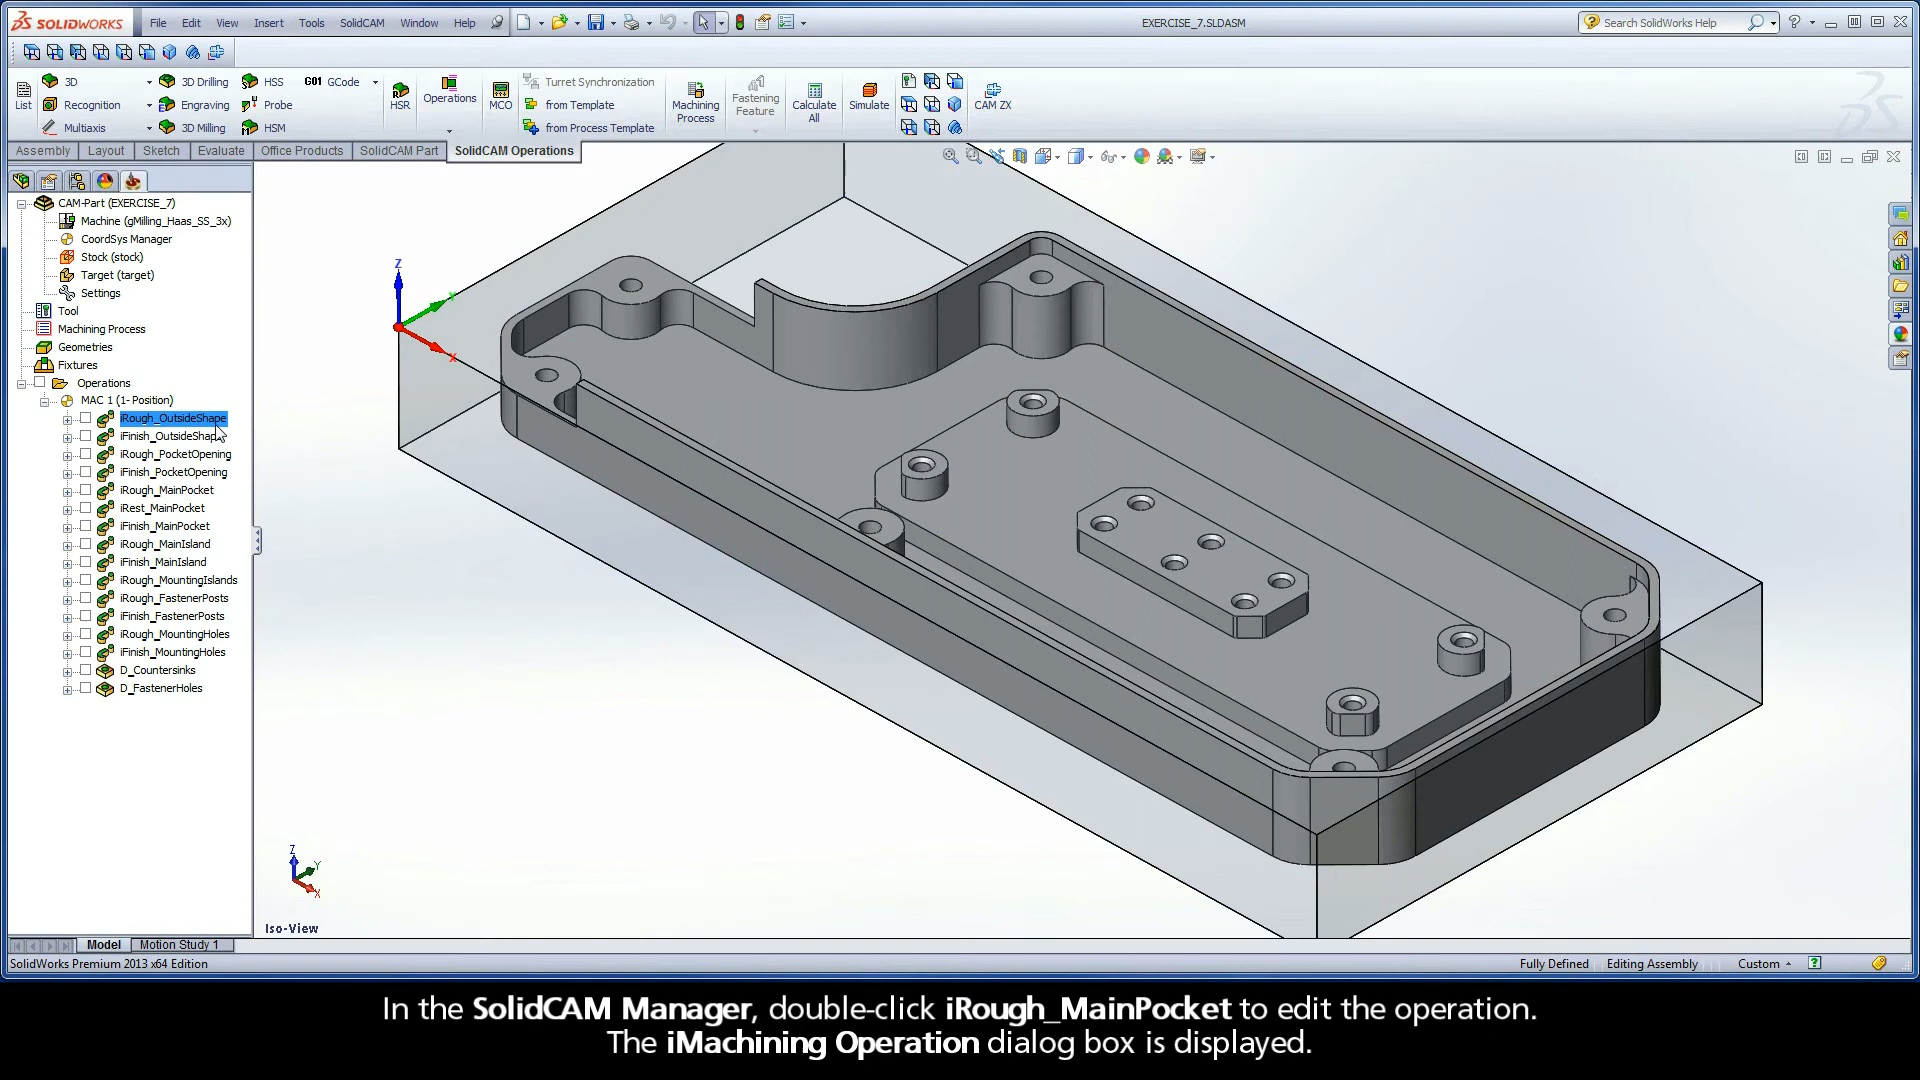 SOLIDWORKS File Edit View Insert Tools SolidCAM Window Help EXERCISE_7.SLDASM Search SolidWorks Help
3D 3D Drilling HSS G01 GCode
Recognition Engraving Probe
Multiaxis 3D Milling HSM
List HSR Operations MCO
Turret Synchronization
from Template
from Process Template
Machining Process
Fastening Feature
Calculate All
Simulate
CAM ZX
Assembly Layout Sketch Evaluate Office Products SolidCAM Part SolidCAM Operations
CAM-Part (EXERCISE_7)
Machine (gMilling_Haas_SS_3x)
CoordSys Manager
Stock (stock)
Target (target)
Settings
Tool
Machining Process
Geometries
Fixtures
Operations
MAC 1 (1- Position)
iRough_OutsideShape
iFinish_OutsideShape
iRough_PocketOpening
iFinish_PocketOpening
iRough_MainPocket
iRest_MainPocket
iFinish_MainPocket
iRough_MainIsland
iFinish_MainIsland
iRough_MountingIslands
iRough_FastenerPosts
iFinish_FastenerPosts
iRough_MountingHoles
iFinish_MountingHoles
D_Countersinks
D_FastenerHoles
Z
Y
X
Z
Y
X
Iso-View
Model Motion Study 1
SolidWorks Premium 2013 x64 Edition Fully Defined Editing Assembly Custom
In the SolidCAM Manager, double-click iRough_MainPocket to edit the operation.
The iMachining Operation dialog box is displayed.